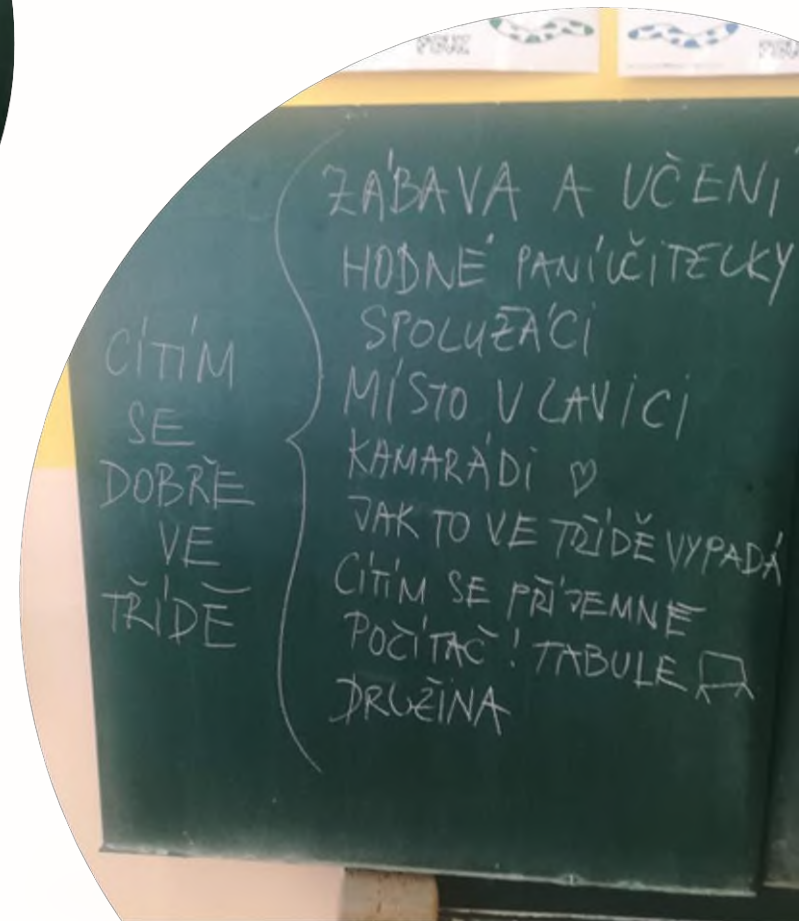 CÍTÍM
SE
DOBŘE
VE
TŘÍDĚ
ZÁBAVA A UČENÍ
HODNÉ PANÍ UČITELKY
SPOLUŽÁCI
MÍSTO V LAVICI
KAMARÁDI ♡
JAK TO VE TŘÍDĚ VYPADÁ
CÍTÍM SE PŘÍJEMNĚ
POČÍTAČ ! TABULE
DRUŽINA